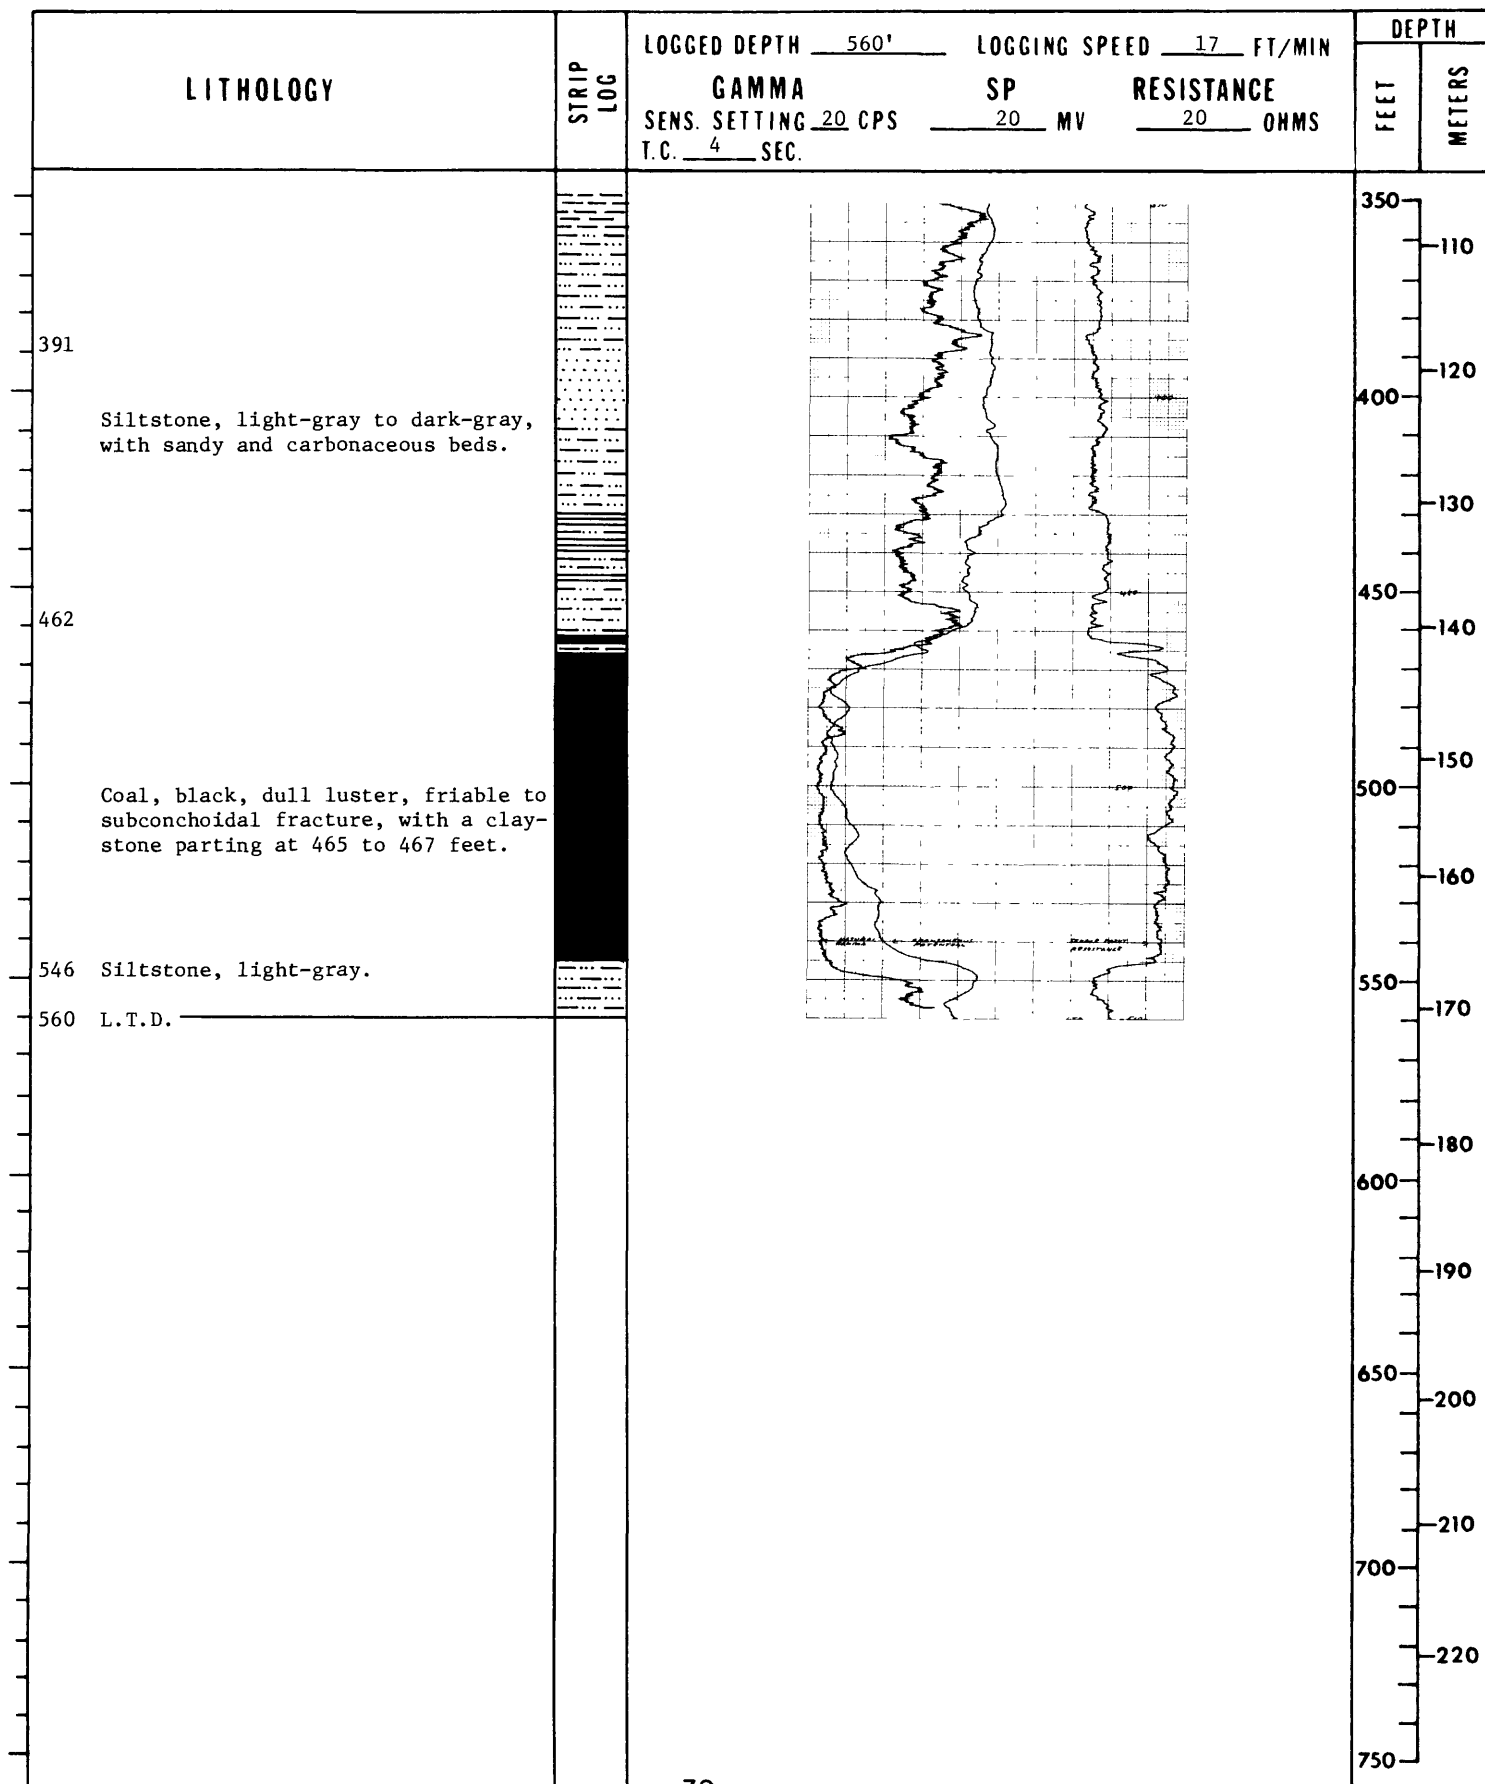 LITHOLOGY
STRIP LOG
LOGGED DEPTH 560' LOGGING SPEED 17 FT/MIN
GAMMA SP RESISTANCE
SENS. SETTING 20 CPS 20 MV 20 OHMS
T.C. 4 SEC.
DEPTH
FEET
METERS
350
110
391
120
400
Siltstone, light-gray to dark-gray,
with sandy and carbonaceous beds.
130
450
462
140
150
500
Coal, black, dull luster, friable to
subconchoidal fracture, with a clay-
stone parting at 465 to 467 feet.
160
546 Siltstone, light-gray.
550
170
560 L.T.D.
180
600
190
650
200
210
700
220
750